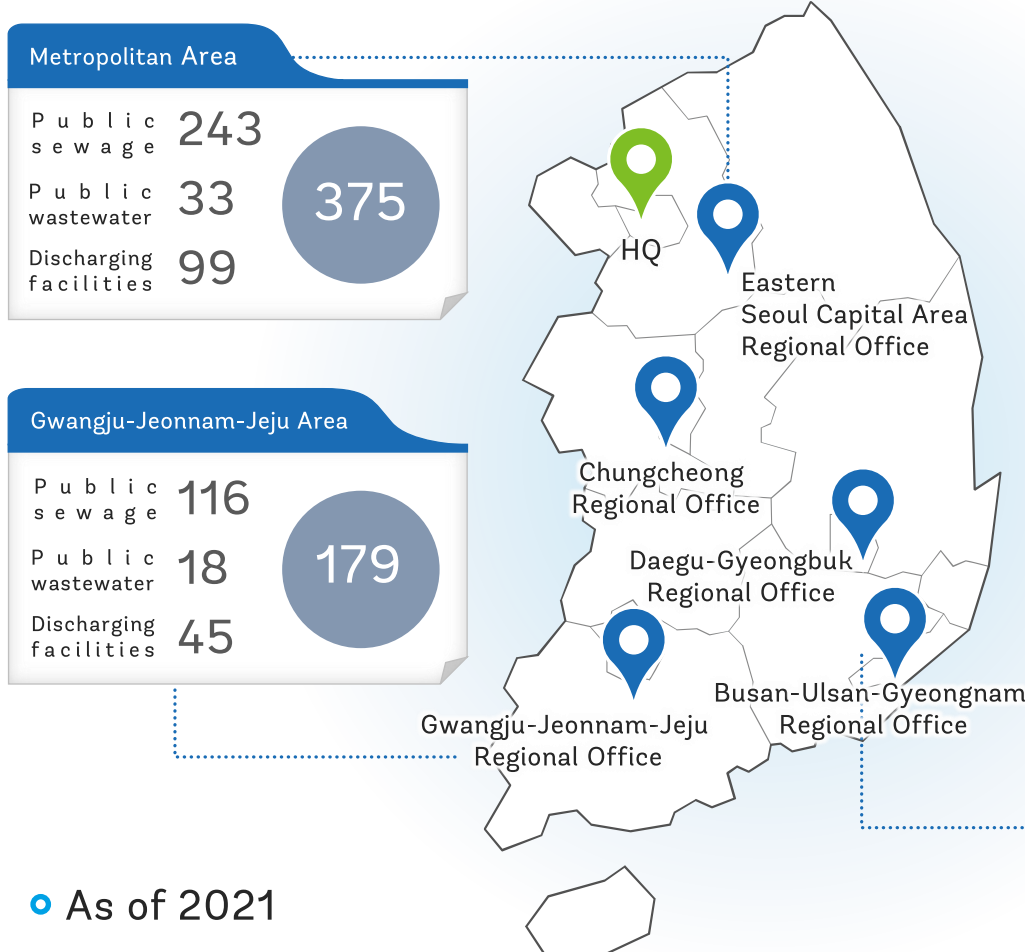 Metropolitan Area
Public
sewage
243
Public
wastewater
33
Discharging
facilities
99
375
Gwangju-Jeonnam-Jeju Area
Public
sewage
116
Public
wastewater
18
Discharging
facilities
45
179
HQ
Eastern
Seoul Capital Area
Regional Office
Chungcheong
Regional Office
Daegu-Gyeongbuk
Regional Office
Busan-Ulsan-Gyeongnam
Regional Office
Gwangju-Jeonnam-Jeju
Regional Office
As of 2021